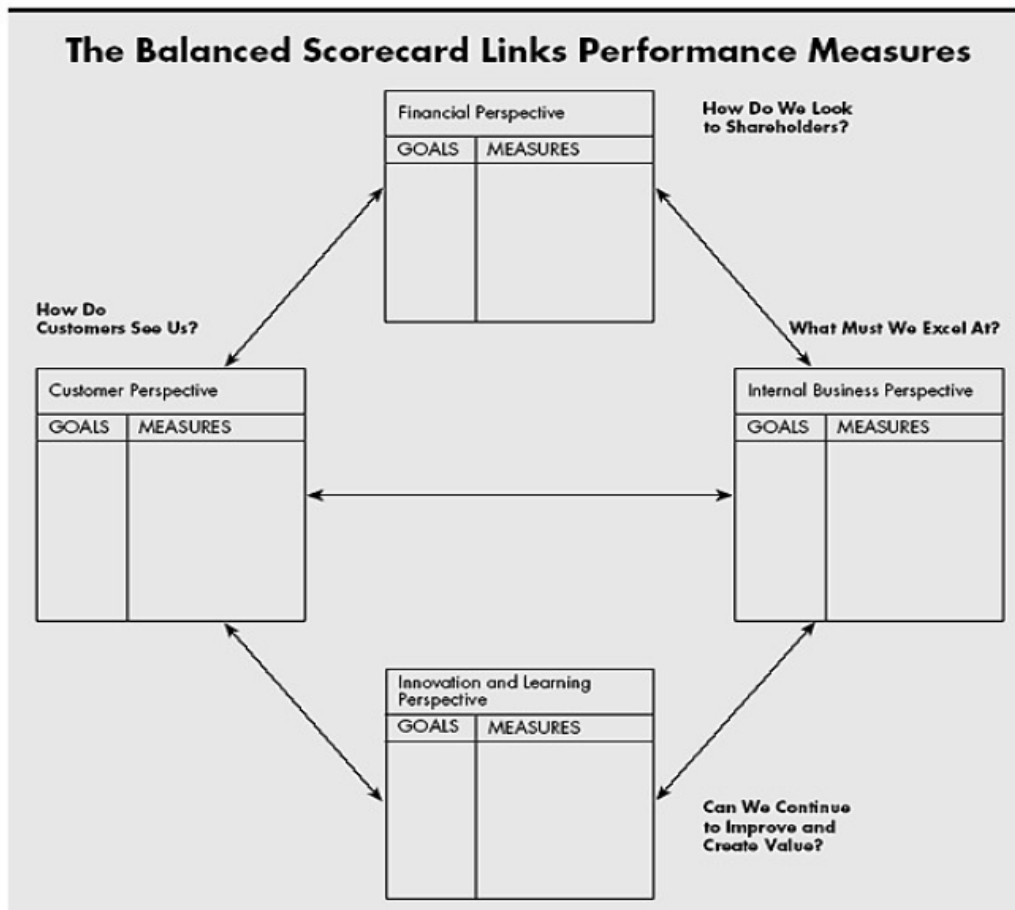 The Balanced Scorecard Links Performance Measures
Financial Perspective
GOALS MEASURES
How Do We Look
to Shareholders?
How Do
Customers See Us?
What Must We Excel At?
Customer Perspective
GOALS MEASURES
Internal Business Perspective
GOALS MEASURES
Innovation and Learning
Perspective
GOALS MEASURES
Can We Continue
to Improve and
Create Value?